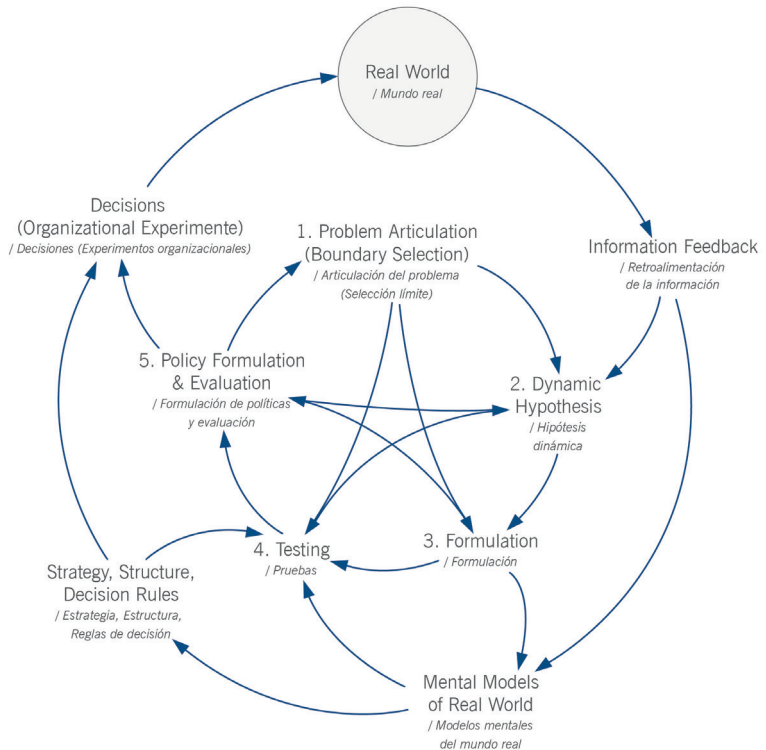 Real World
/ Mundo real
Decisions
(Organizational Experimente)
/ Decisiones (Experimentos organizacionales)
1. Problem Articulation
(Boundary Selection)
/ Articulación del problema
(Selección límite)
Information Feedback
/ Retroalimentación
de la información
5. Policy Formulation
& Evaluation
/ Formulación de políticas
y evaluación
2. Dynamic
Hypothesis
/ Hipótesis
dinámica
4. Testing
/ Pruebas
3. Formulation
/ Formulación
Strategy, Structure,
Decision Rules
/ Estrategia, Estructura,
Reglas de decisión
Mental Models
of Real World
/ Modelos mentales
del mundo real